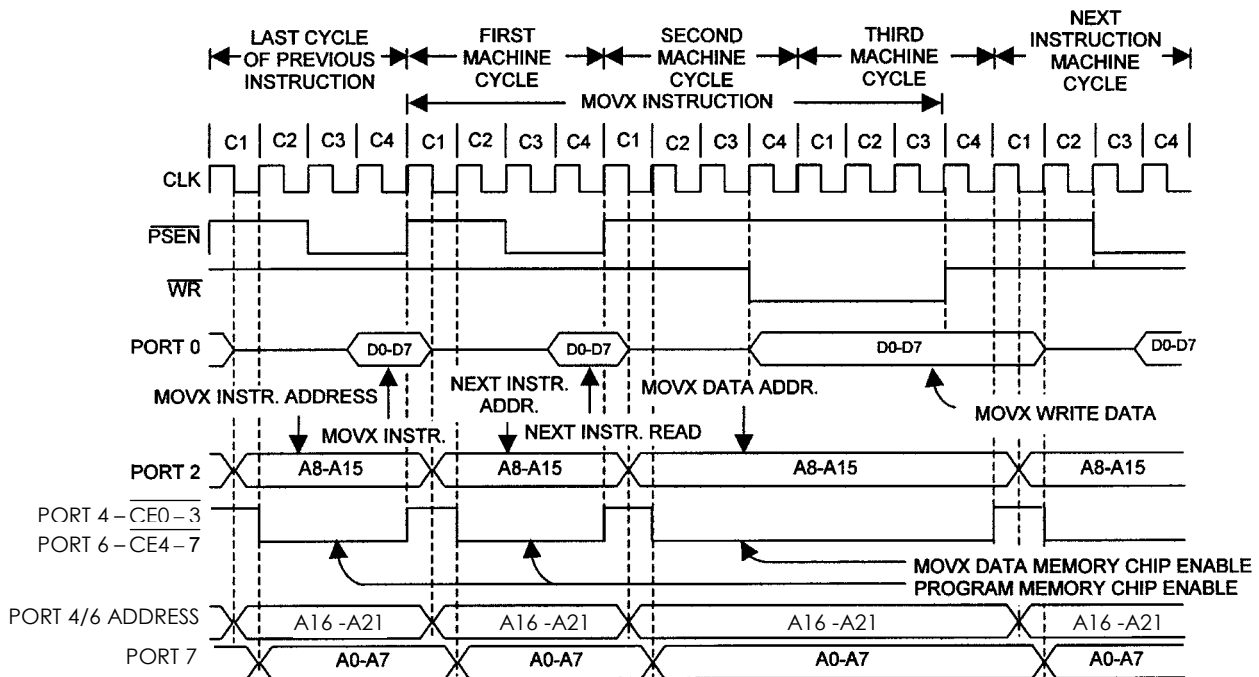 LAST CYCLE OF PREVIOUS INSTRUCTION
FIRST MACHINE CYCLE
SECOND MACHINE CYCLE
THIRD MACHINE CYCLE
NEXT INSTRUCTION MACHINE CYCLE
MOVX INSTRUCTION
C1 C2 C3 C4 C1 C2 C3 C4 C1 C2 C3 C4 C1 C2 C3 C4 C1 C2 C3 C4
CLK
PSEN
WR
PORT 0 D0-D7 D0-D7 D0-D7 D0-D7
MOVX INSTR. ADDRESS
MOVX INSTR.
NEXT INSTR. ADDR.
NEXT INSTR. READ
MOVX DATA ADDR.
MOVX WRITE DATA
PORT 2 A8-A15 A8-A15 A8-A15 A8-A15
PORT 4 – CE0 – 3
PORT 6 – CE4 – 7
MOVX DATA MEMORY CHIP ENABLE
PROGRAM MEMORY CHIP ENABLE
PORT 4/6 ADDRESS A16 -A21 A16 -A21 A16 -A21 A16 -A21
PORT 7 A0-A7 A0-A7 A0-A7 A0-A7